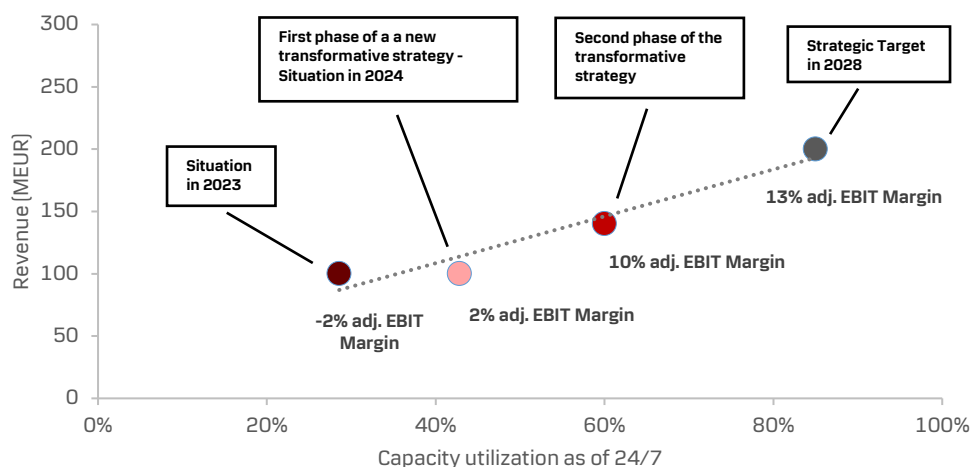 300
250
200
150
100
50
0
Revenue (MEUR)
First phase of a a new
transformative strategy -
Situation in 2024
Second phase of the
transformative
strategy
Strategic Target
in 2028
Situation
in 2023
13% adj. EBIT Margin
10% adj. EBIT Margin
-2% adj. EBIT
Margin
2% adj. EBIT Margin
0%
20%
40%
60%
80%
100%
Capacity utilization as of 24/7